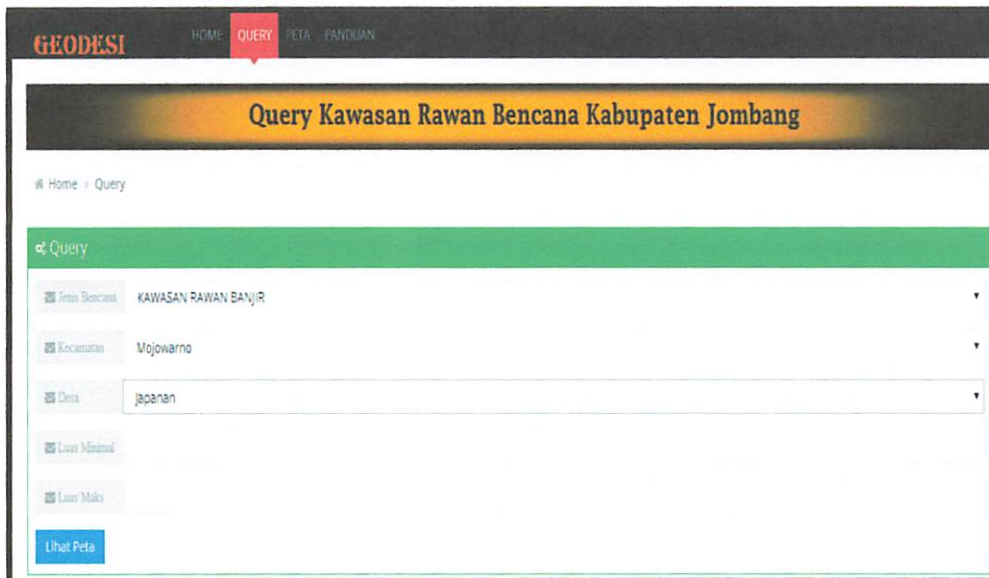 GEODESI HOME QUERY PETA PANDUAN
Query Kawasan Rawan Bencana Kabupaten Jombang
Home > Query
Query
Jenis Bencana KAWASAN RAWAN BANJIR
Kecamatan Mojowarno
Desa Japanan
Luas Minimal
Luas Maks
Lihat Peta